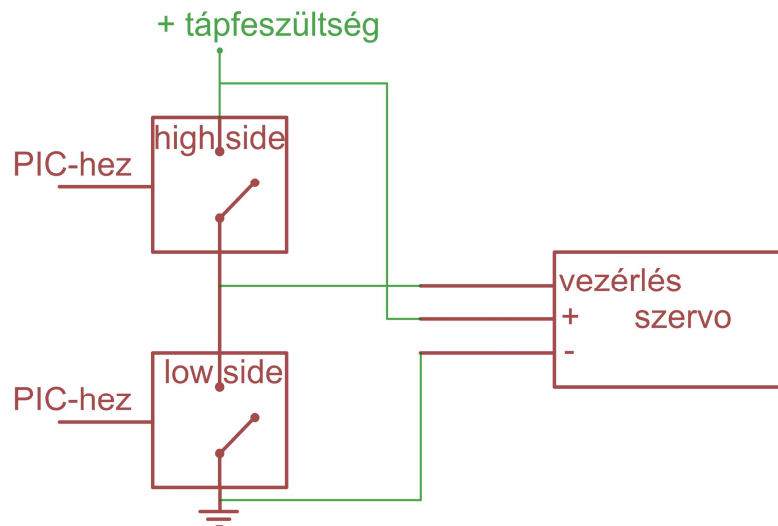 + tápfeszültség
high side
PIC-hez
vezérlés
+ szervo
-
low side
PIC-hez